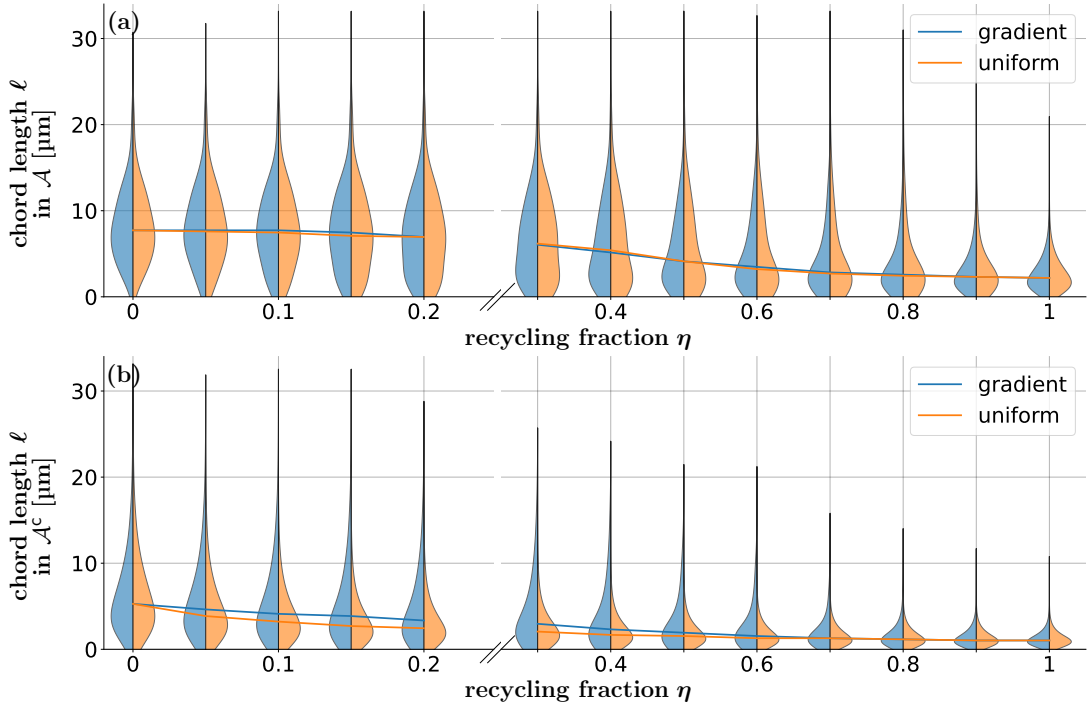 (a)
gradient
uniform
chord length ℓ
in 𝒜 [µm]
30
20
10
0
0 0.1 0.2 0.4 0.6 0.8 1
recycling fraction η
(b)
gradient
uniform
chord length ℓ
in 𝒜ᶜ [µm]
30
20
10
0
0 0.1 0.2 0.4 0.6 0.8 1
recycling fraction η